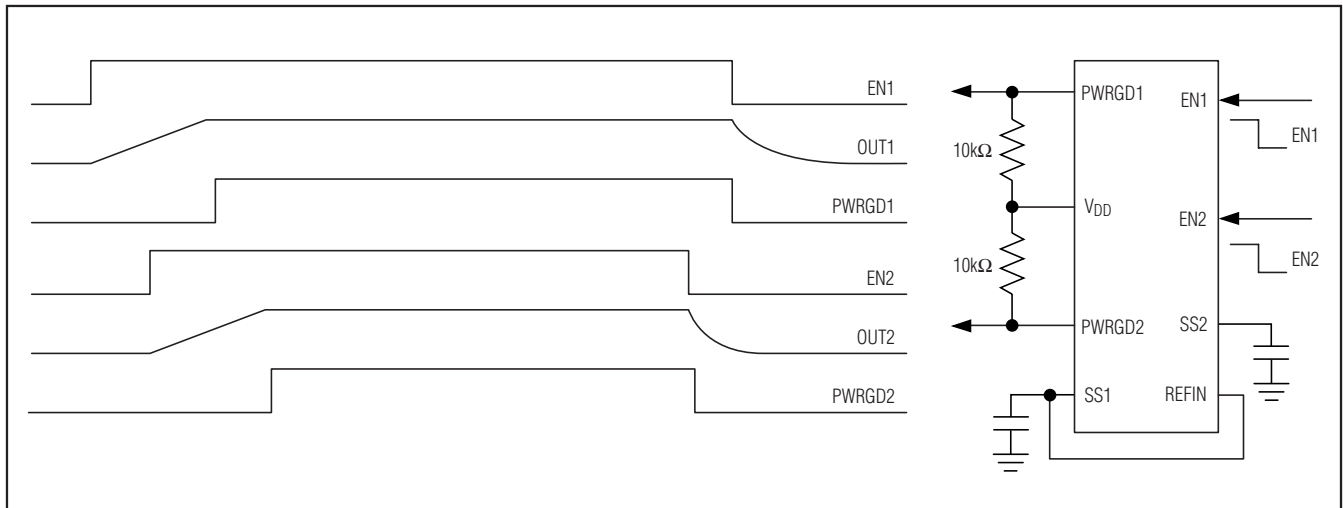 EN1
OUT1
PWRGD1
EN2
OUT2
PWRGD2
PWRGD1
EN1
EN1
10kΩ
VDD
EN2
10kΩ
EN2
PWRGD2
SS2
SS1
REFIN